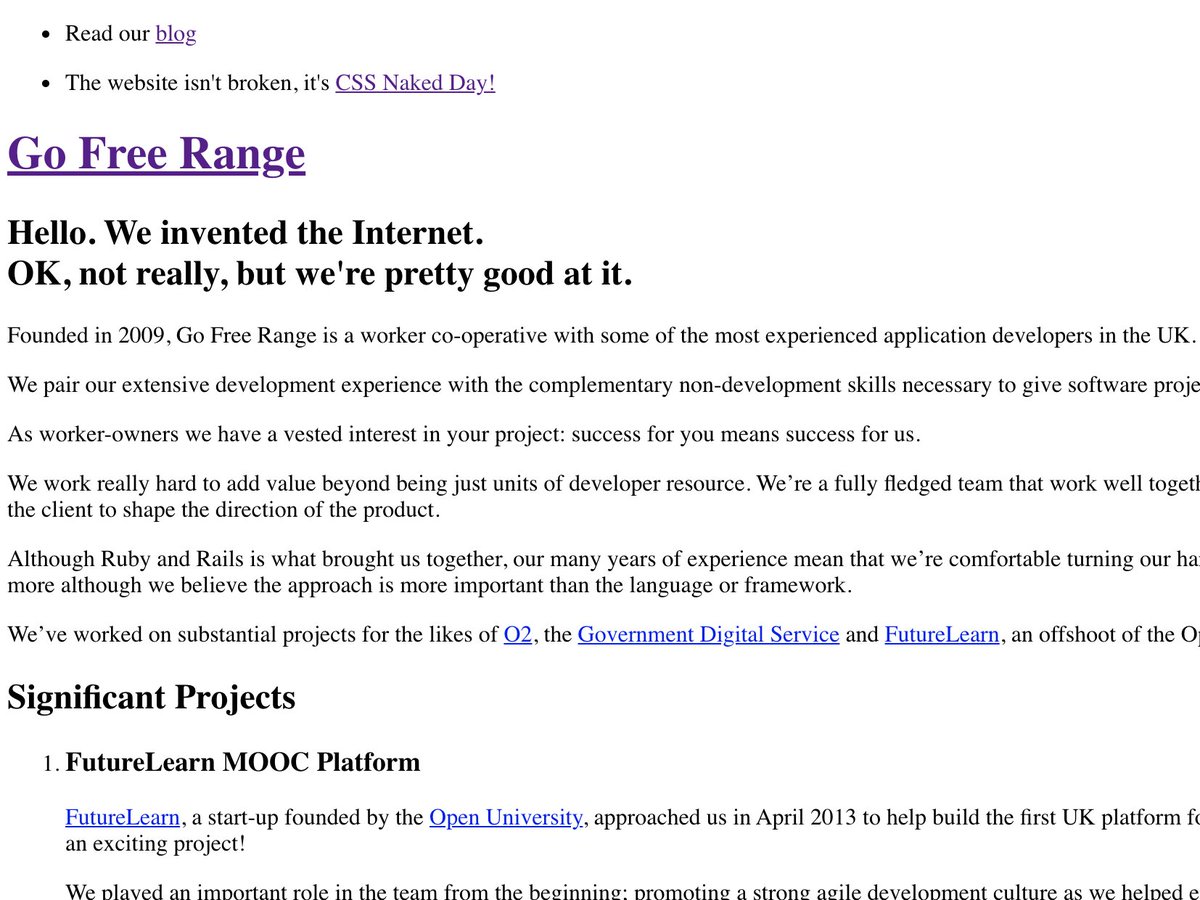 Read our blog
The website isn't broken, it's CSS Naked Day!
Go Free Range
Hello. We invented the Internet.
OK, not really, but we're pretty good at it.
Founded in 2009, Go Free Range is a worker co-operative with some of the most experienced application developers in the UK.
We pair our extensive development experience with the complementary non-development skills necessary to give software
As worker-owners we have a vested interest in your project: success for you means success for us.
We work really hard to add value beyond being just units of developer resource. We’re a fully fledged team that work well
the client to shape the direction of the product.
Although Ruby and Rails is what brought us together, our many years of experience mean that we’re comfortable turning our
more although we believe the approach is more important than the language or framework.
We’ve worked on substantial projects for the likes of O2, the Government Digital Service and FutureLearn, an offshoot of the
Significant Projects
1. FutureLearn MOOC Platform
FutureLearn, a start-up founded by the Open University, approached us in April 2013 to help build the first UK platform
an exciting project!
We played an important role in the team from the beginning; promoting a strong agile development culture as we helped